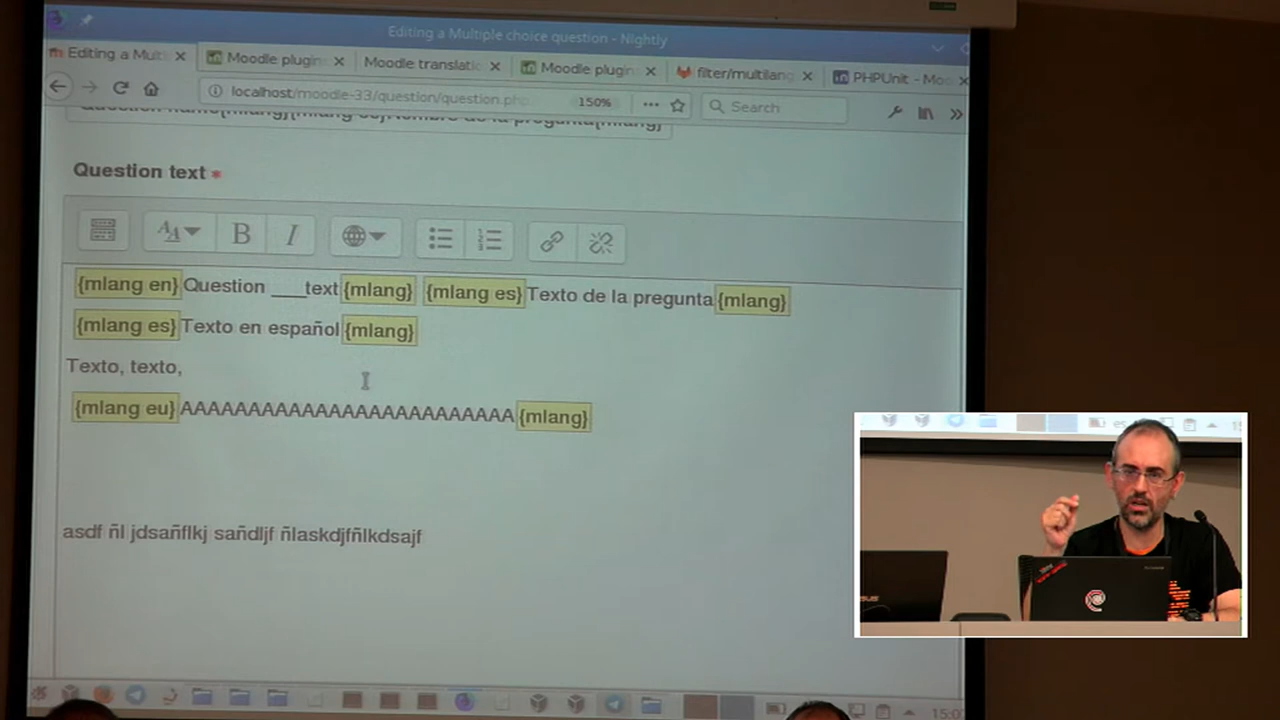 Editing a Multiple choice question - Nightly
Editing a Multi
Moodle plugin
Moodle translatio
Moodle plugin
filter/multilang
PHPUnit - Moo
localhost/moodle-33/question/question.php
150%
Search
Question text *
B I
{mlang en}Question ___text{mlang} {mlang es}Texto de la pregunta{mlang}
{mlang es}Texto en español{mlang}
Texto, texto,
{mlang eu}AAAAAAAAAAAAAAAAAAAAAAAAA{mlang}
asdf ñl jdsañflkj sañdljf ñlaskdjfñlkdsajf